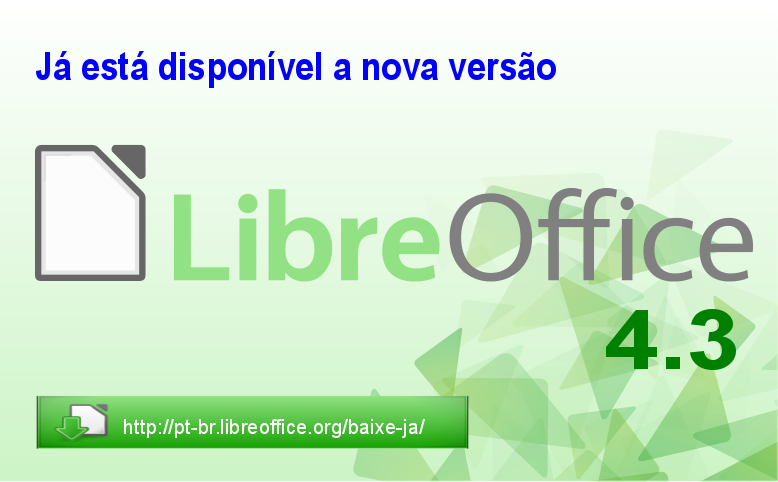 Já está disponível a nova versão
LibreOffice
4.3
http://pt-br.libreoffice.org/baixe-ja/